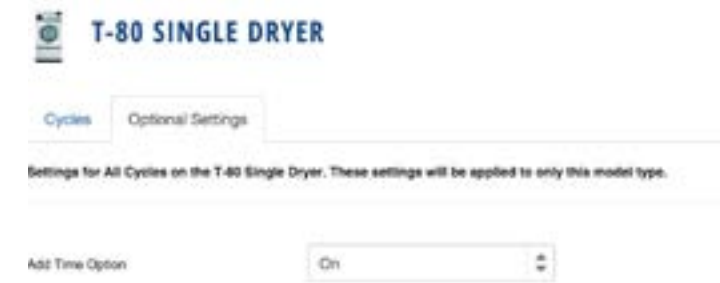 T-80 SINGLE DRYER
Cycles
Optional Settings
Settings for All Cycles on the T-80 Single Dryer. These settings will be applied to only this model type.
Add Time Option
On